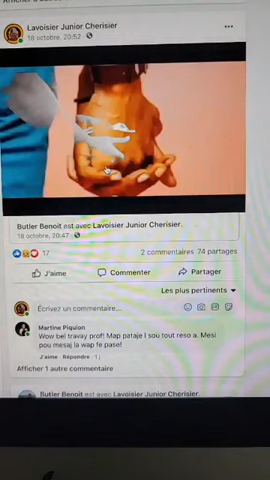 Lavoisier Junior Cherisier
18 octobre, 20:52 ·
Butler Benoit est avec Lavoisier Junior Cherisier.
18 octobre, 20:47 ·
17
2 commentaires 74 partages
J'aime
Commenter
Partager
Les plus pertinents
Écrivez un commentaire...
Martine Piquion
Wow bel travay prof! Map pataje l sou tout reso a. Mesi
pou mesaj la wap fe pase!
J'aime · Répondre · 1 j
Afficher 1 autre commentaire
Butler Benoit est avec Lavoisier Junior Cherisier.